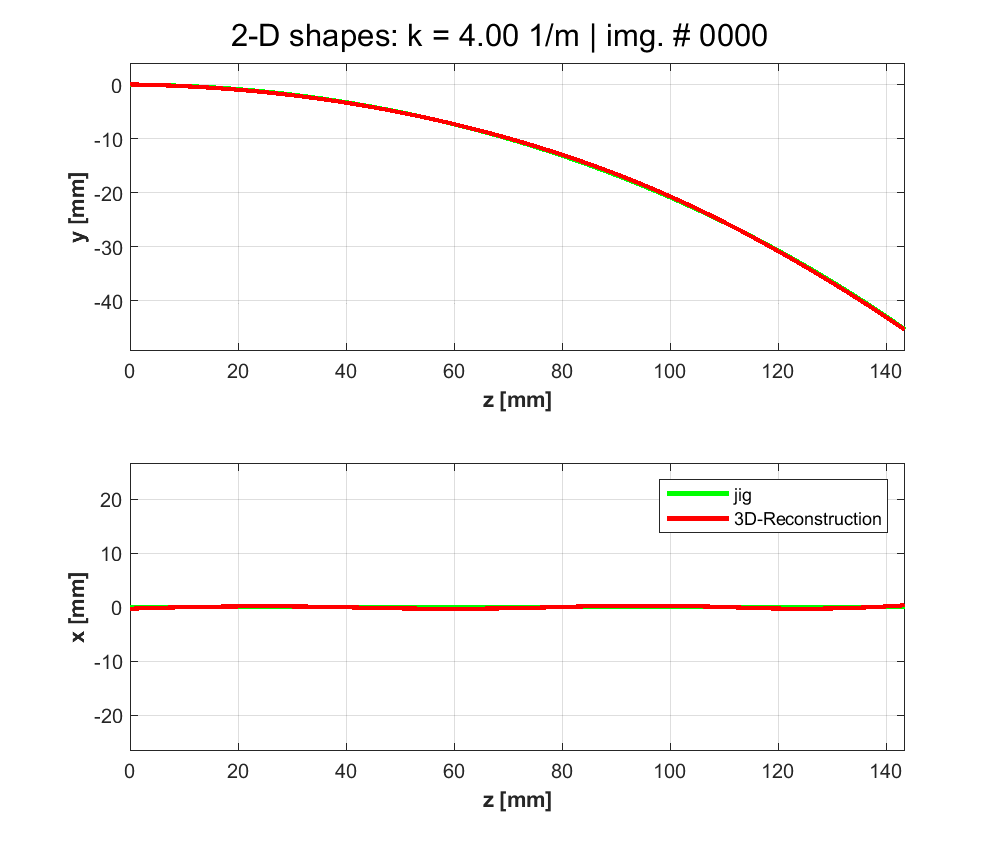 2-D shapes: k = 4.00 1/m | img. # 0000
0
-10
-20
-30
-40
y [mm]
0 20 40 60 80 100 120 140
z [mm]
20
10
0
-10
-20
x [mm]
jig
3D-Reconstruction
0 20 40 60 80 100 120 140
z [mm]